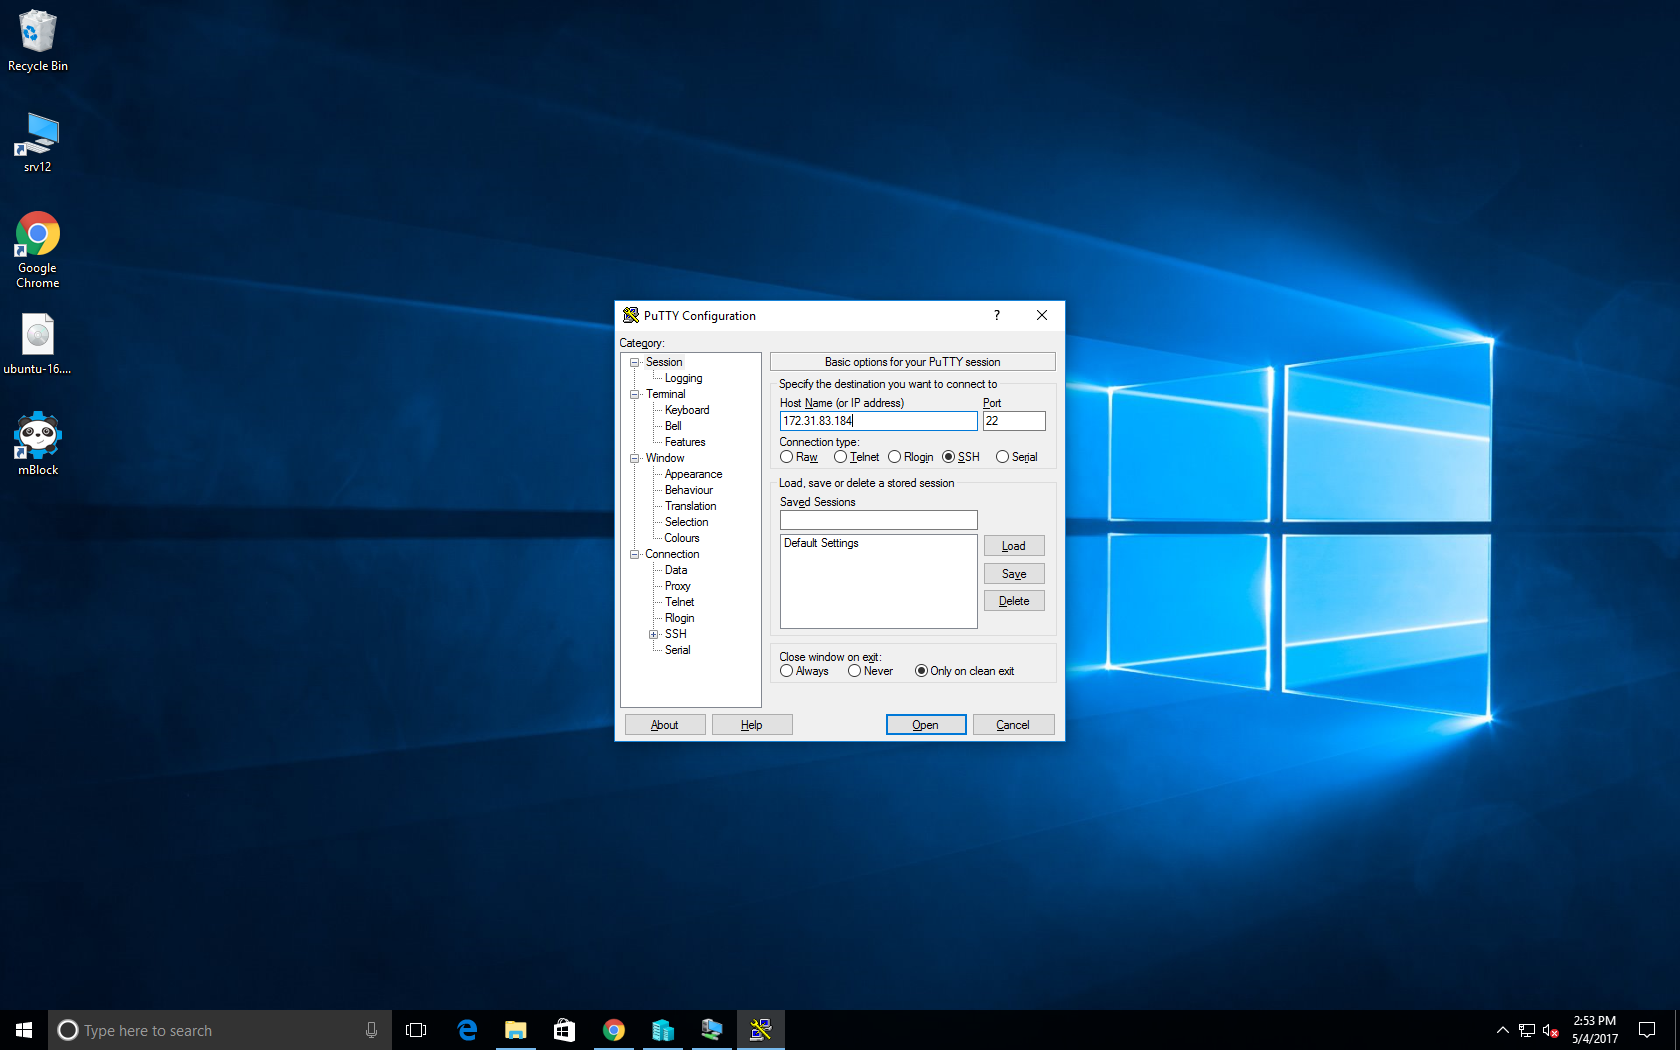 Recycle Bin
srv12
Google
Chrome
ubuntu-16....
mBlock
PuTTY Configuration
?
Category:
Session
Logging
Terminal
Keyboard
Bell
Features
Window
Appearance
Behaviour
Translation
Selection
Colours
Connection
Data
Proxy
Telnet
Rlogin
SSH
Serial
Basic options for your PuTTY session
Specify the destination you want to connect to
Host Name (or IP address) Port
172.31.83.184 22
Connection type:
Raw Telnet Rlogin SSH Serial
Load, save or delete a stored session
Saved Sessions
Default Settings
Load
Save
Delete
Close window on exit:
Always Never Only on clean exit
About Help Open Cancel
Type here to search
2:53 PM
5/4/2017